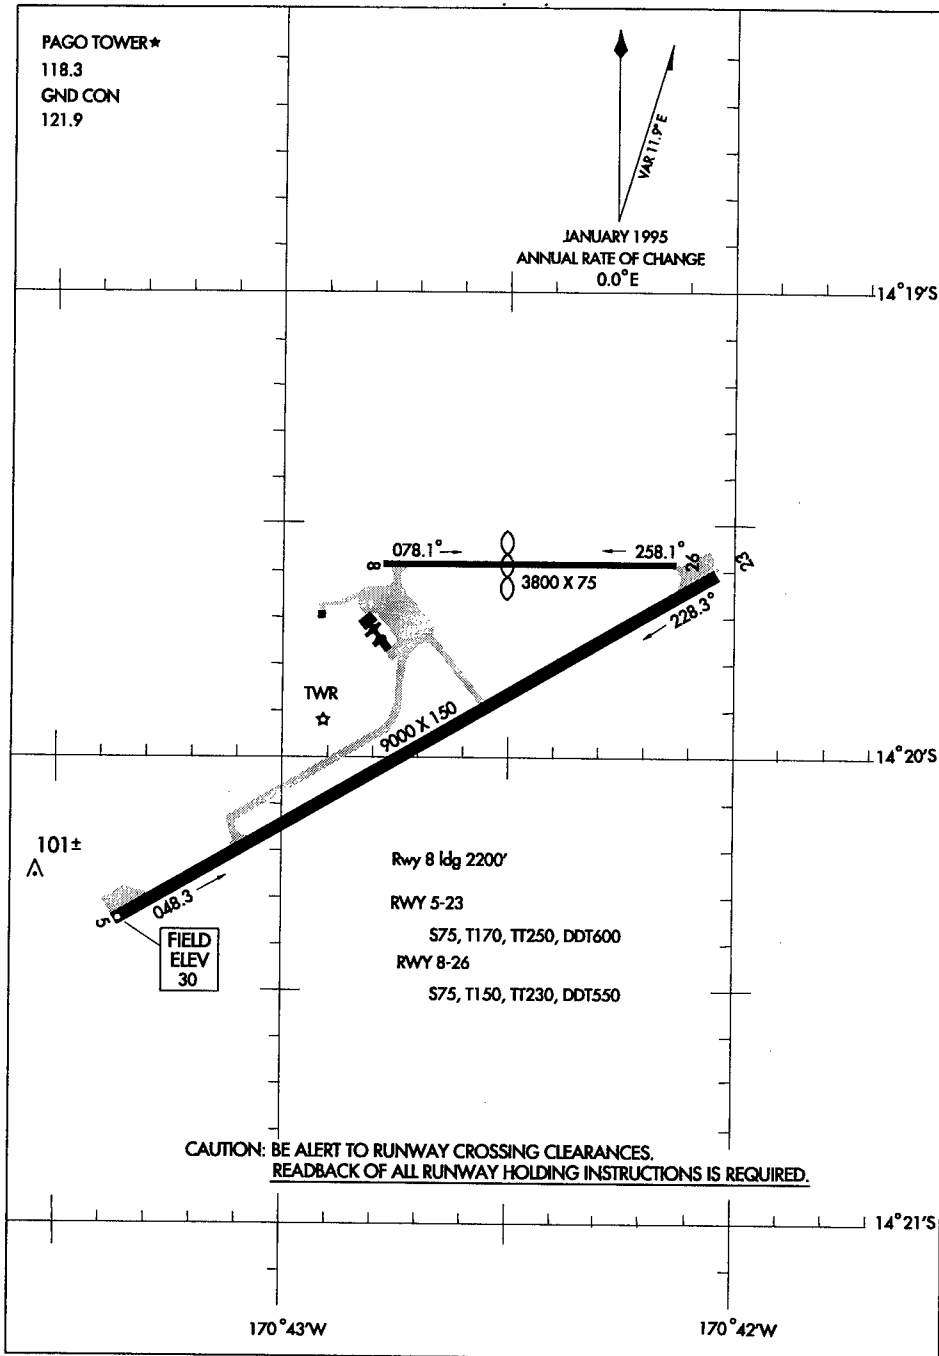 PAGO TOWER★
118.3
GND CON
121.9
VAR 11.9°E
JANUARY 1995
ANNUAL RATE OF CHANGE
0.0°E
14°19'S
8
078.1°
258.1°
26
23
3800 X 75
228.3°
TWR
9000 X 150
14°20'S
101±
Rwy 8 ldg 2200'
048.3
5
RWY 5-23
FIELD
ELEV
30
S75, T170, TT250, DDT600
RWY 8-26
S75, T150, TT230, DDT550
CAUTION: BE ALERT TO RUNWAY CROSSING CLEARANCES.
READBACK OF ALL RUNWAY HOLDING INSTRUCTIONS IS REQUIRED.
14°21'S
170°43'W
170°42'W